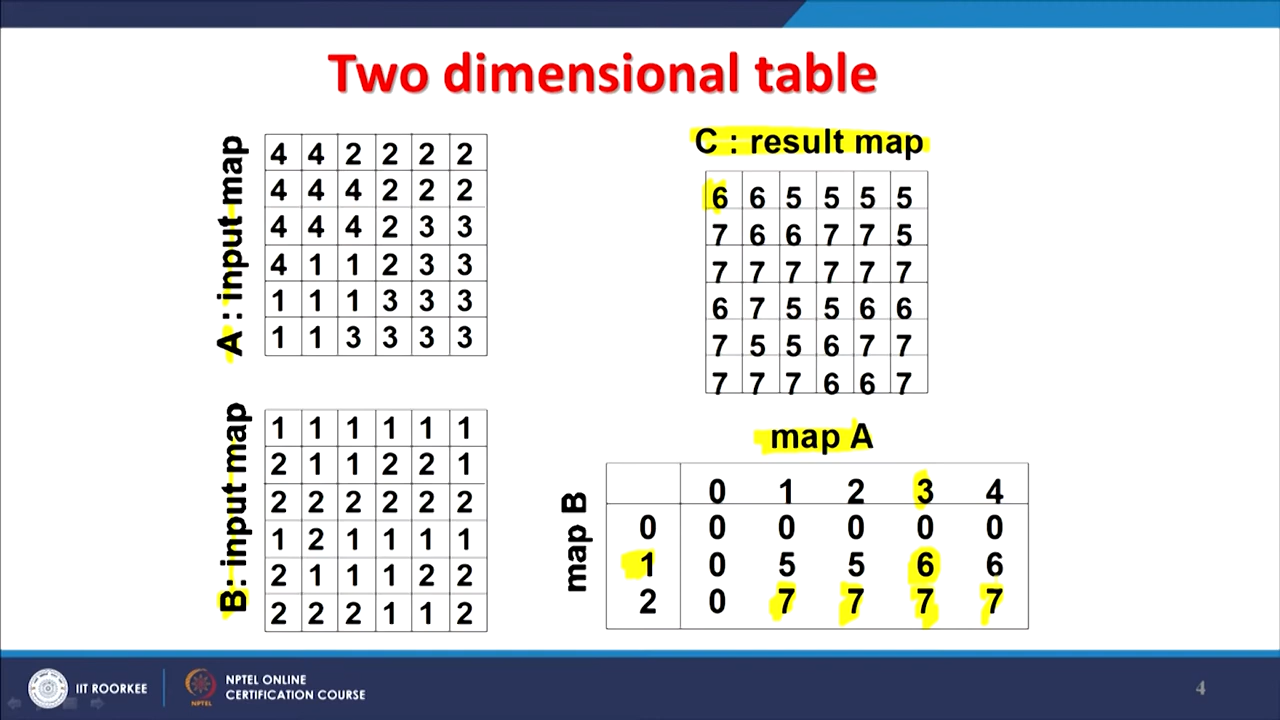 Two dimensional table
A : input map
4 4 2 2 2 2
4 4 4 2 2 2
4 4 4 2 3 3
4 1 1 2 3 3
1 1 1 3 3 3
1 1 3 3 3 3
B: input map
1 1 1 1 1 1
2 1 1 2 2 1
2 2 2 2 2 2
1 2 1 1 1 1
2 1 1 1 2 2
2 2 2 1 1 2
C : result map
6 6 5 5 5 5
7 6 6 7 7 5
7 7 7 7 7 7
6 7 5 5 6 6
7 5 5 6 7 7
7 7 7 6 6 7
map A
map B
0 1 2 3 4
0 0 0 0 0 0
1 0 5 5 6 6
2 0 7 7 7 7
IIT ROORKEE
NPTEL
NPTEL ONLINE
CERTIFICATION COURSE
4